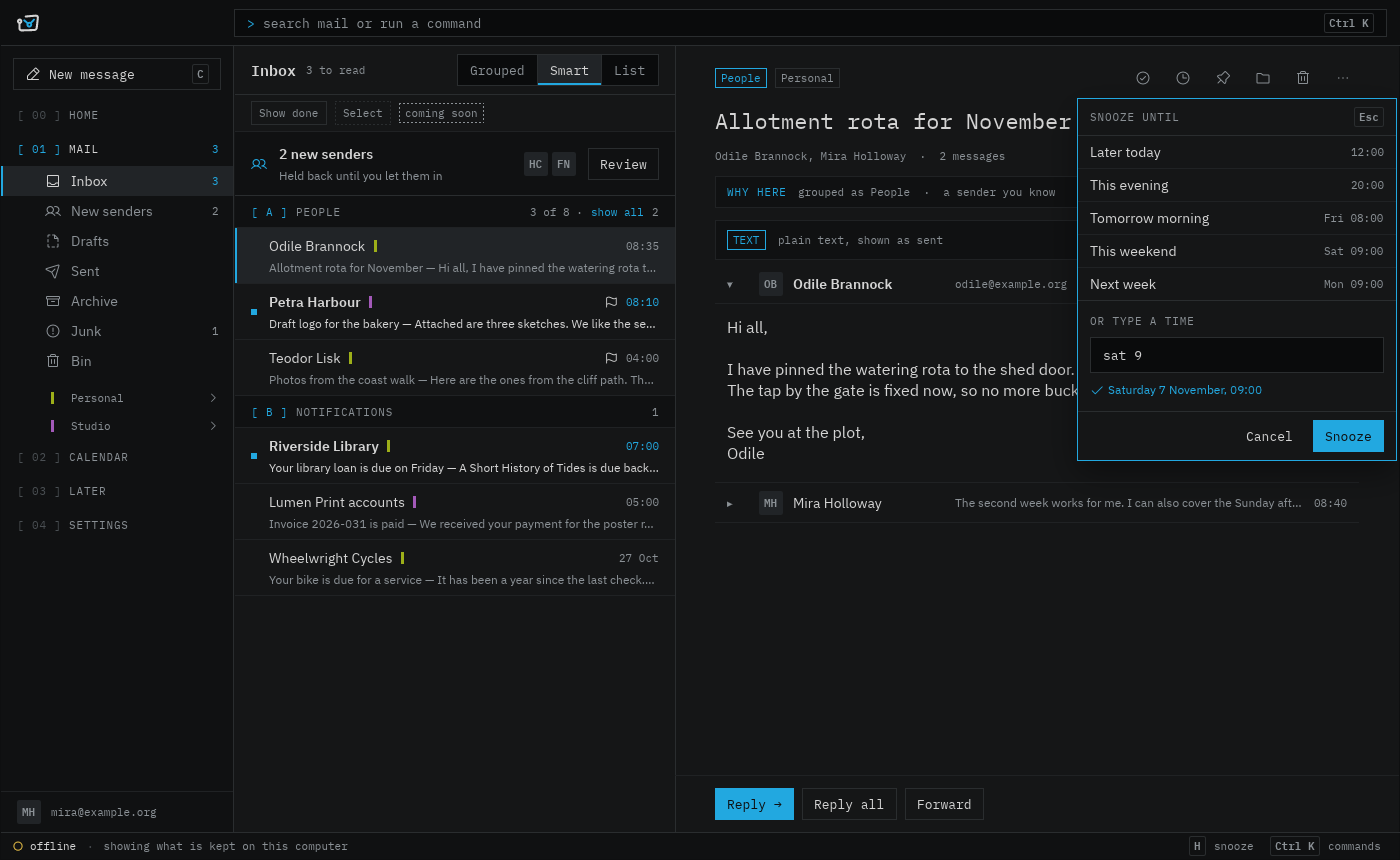 > search mail or run a command Ctrl K
New message C
[ 00 ] HOME
[ 01 ] MAIL 3
Inbox 3
New senders 2
Drafts
Sent
Archive
Junk 1
Bin
Personal
Studio
[ 02 ] CALENDAR
[ 03 ] LATER
[ 04 ] SETTINGS
MH mira@example.org
Inbox 3 to read Grouped Smart List
Show done Select coming soon
2 new senders
Held back until you let them in
HC FN Review
[ A ] PEOPLE 3 of 8 · show all 2
Odile Brannock 08:35
Allotment rota for November — Hi all, I have pinned the watering rota t…
Petra Harbour 08:10
Draft logo for the bakery — Attached are three sketches. We like the se…
Teodor Lisk 04:00
Photos from the coast walk — Here are the ones from the cliff path. Th…
[ B ] NOTIFICATIONS 1
Riverside Library 07:00
Your library loan is due on Friday — A Short History of Tides is due back…
Lumen Print accounts 05:00
Invoice 2026-031 is paid — We received your payment for the poster r…
Wheelwright Cycles 27 Oct
Your bike is due for a service — It has been a year since the last check.…
People Personal
Allotment rota for November
Odile Brannock, Mira Holloway · 2 messages
WHY HERE grouped as People · a sender you know
TEXT plain text, shown as sent
OB Odile Brannock odile@example.org
Hi all,
I have pinned the watering rota to the shed door.
The tap by the gate is fixed now, so no more buck
See you at the plot,
Odile
MH Mira Holloway The second week works for me. I can also cover the Sunday aft… 08:40
SNOOZE UNTIL Esc
Later today 12:00
This evening 20:00
Tomorrow morning Fri 08:00
This weekend Sat 09:00
Next week Mon 09:00
OR TYPE A TIME
sat 9
Saturday 7 November, 09:00
Cancel Snooze
Reply → Reply all Forward
offline · showing what is kept on this computer
H snooze Ctrl K commands